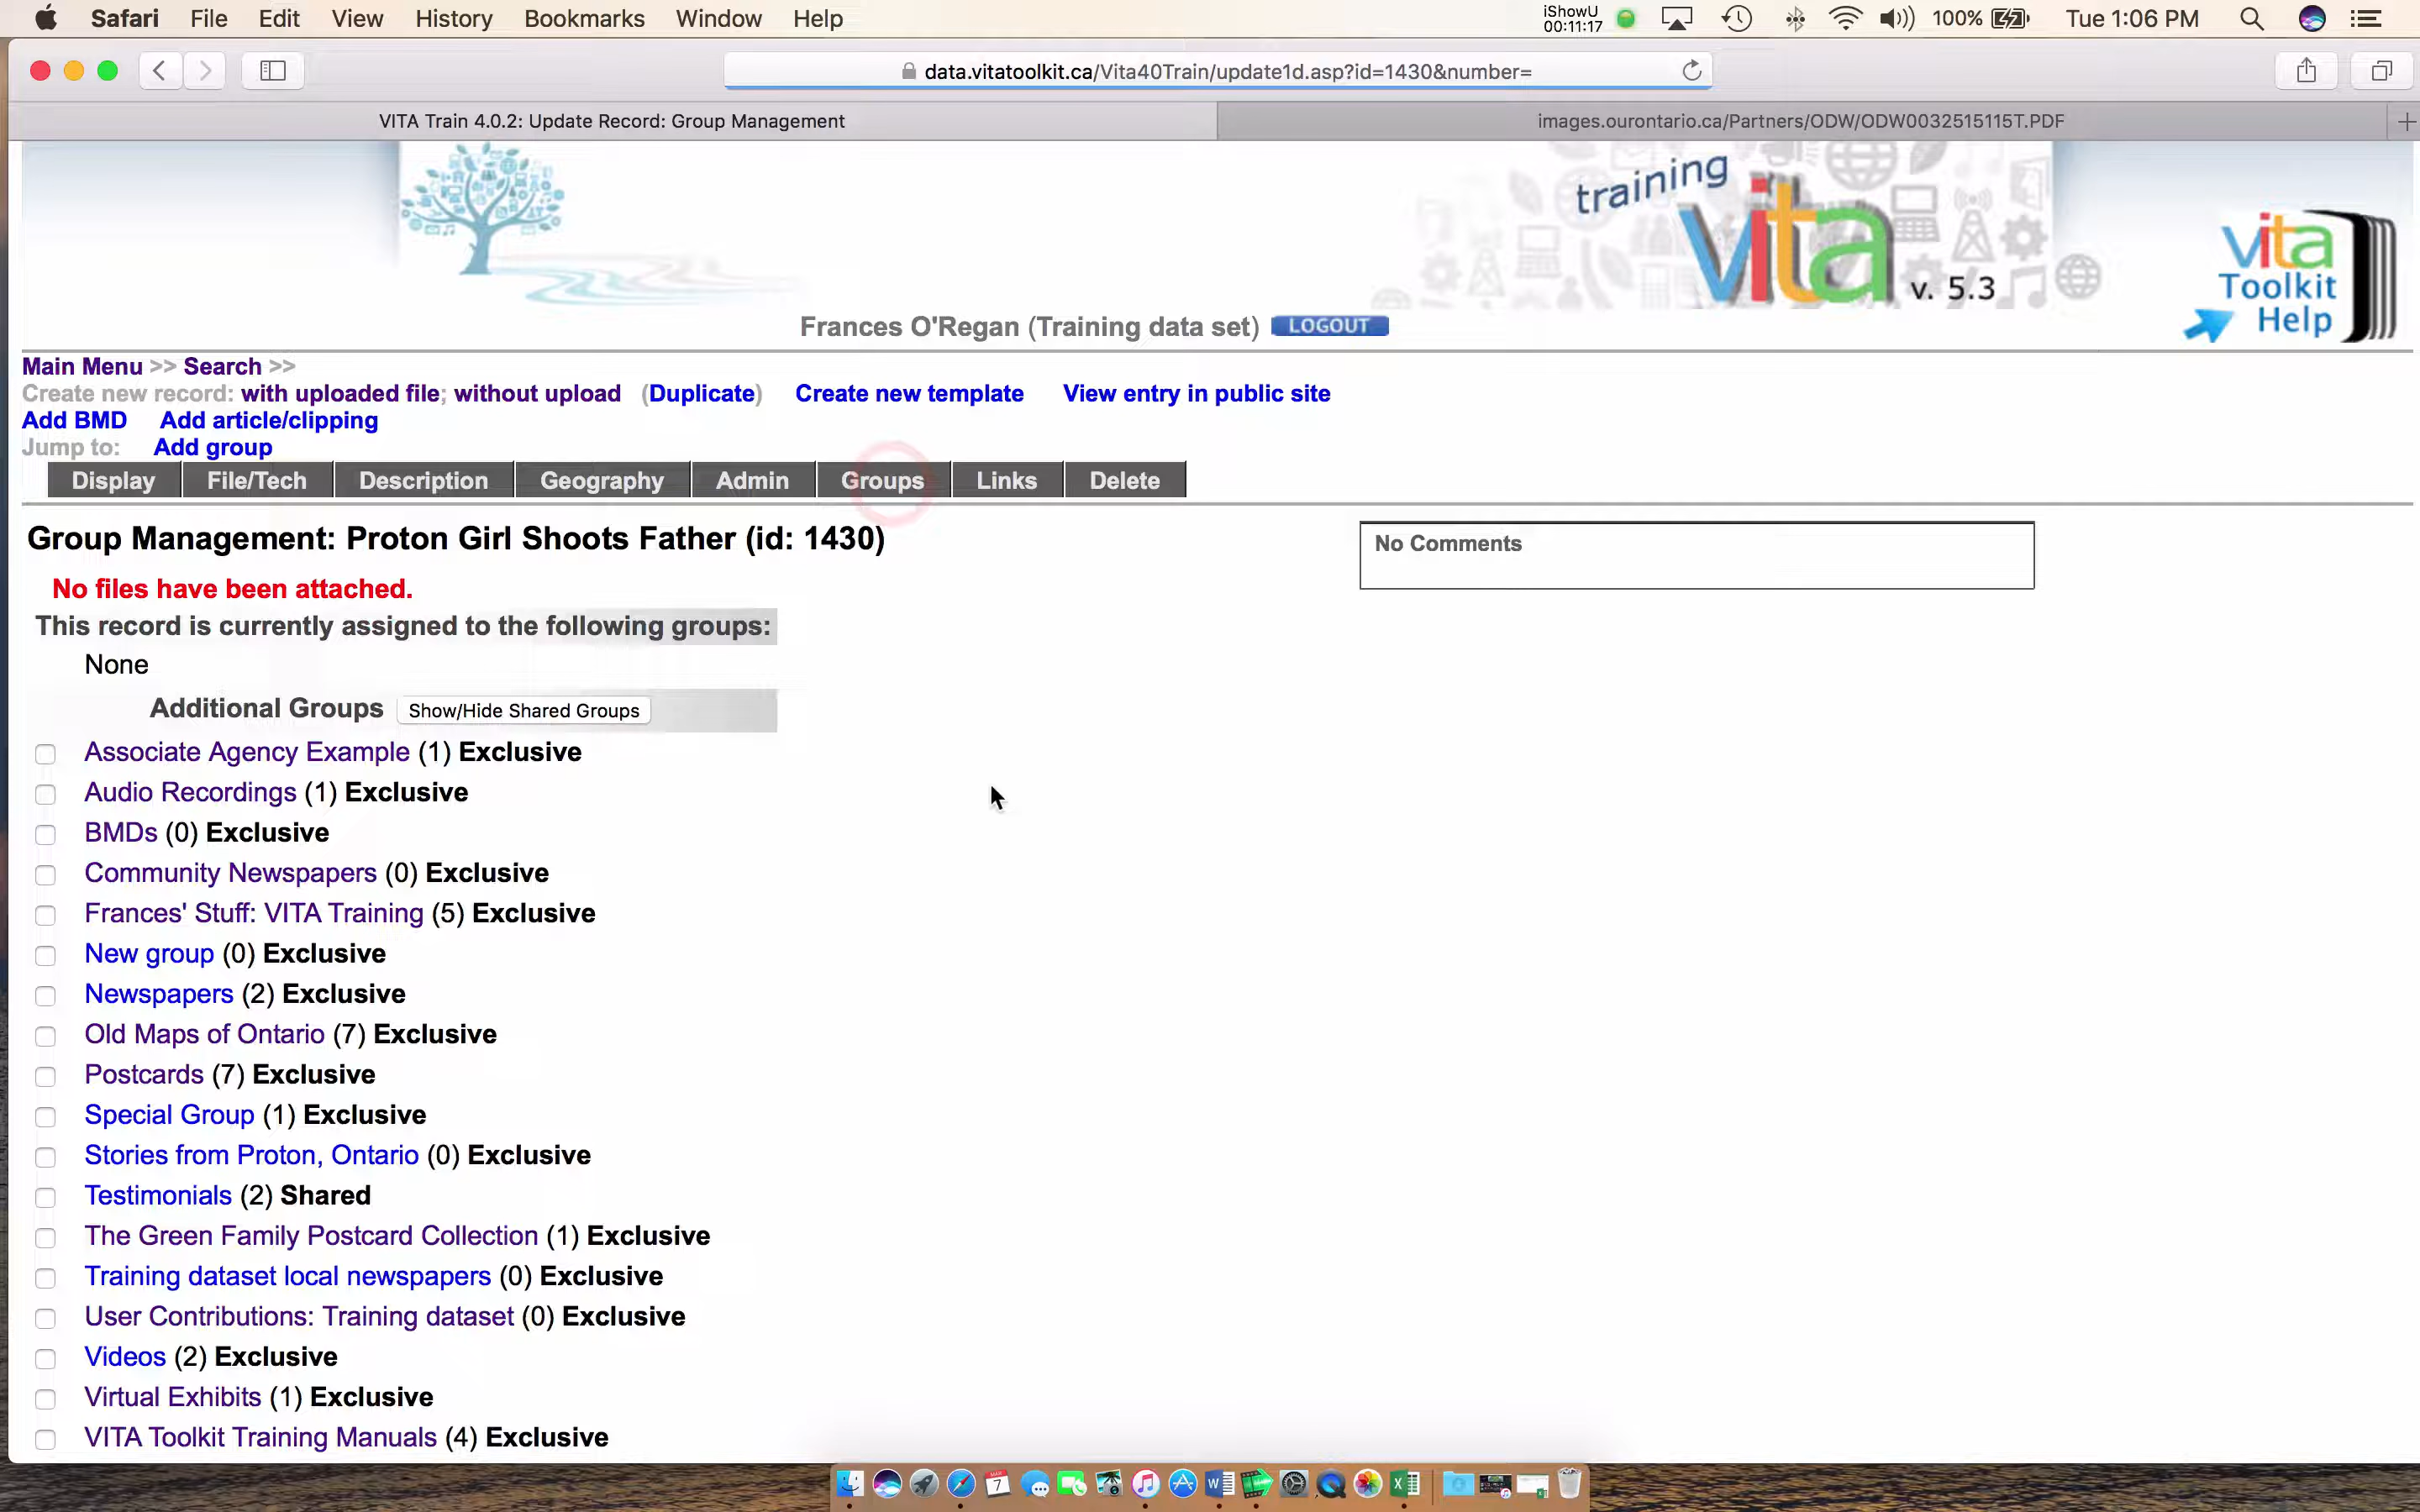 Safari File Edit View History Bookmarks Window Help iShowU 00:11:17 100% Tue 1:06 PM
data.vitatoolkit.ca/Vita40Train/update1d.asp?id=1430&number=
VITA Train 4.0.2: Update Record: Group Management images.ourontario.ca/Partners/ODW/ODW0032515115T.PDF
training vita v. 5.3
vita Toolkit Help
Frances O'Regan (Training data set) LOGOUT
Main Menu >> Search >>
Create new record: with uploaded file; without upload (Duplicate) Create new template View entry in public site
Add BMD Add article/clipping
Jump to: Add group
Display File/Tech Description Geography Admin Groups Links Delete
Group Management: Proton Girl Shoots Father (id: 1430)
No Comments
No files have been attached.
This record is currently assigned to the following groups:
None
Additional Groups Show/Hide Shared Groups
Associate Agency Example (1) Exclusive
Audio Recordings (1) Exclusive
BMDs (0) Exclusive
Community Newspapers (0) Exclusive
Frances' Stuff: VITA Training (5) Exclusive
New group (0) Exclusive
Newspapers (2) Exclusive
Old Maps of Ontario (7) Exclusive
Postcards (7) Exclusive
Special Group (1) Exclusive
Stories from Proton, Ontario (0) Exclusive
Testimonials (2) Shared
The Green Family Postcard Collection (1) Exclusive
Training dataset local newspapers (0) Exclusive
User Contributions: Training dataset (0) Exclusive
Videos (2) Exclusive
Virtual Exhibits (1) Exclusive
VITA Toolkit Training Manuals (4) Exclusive